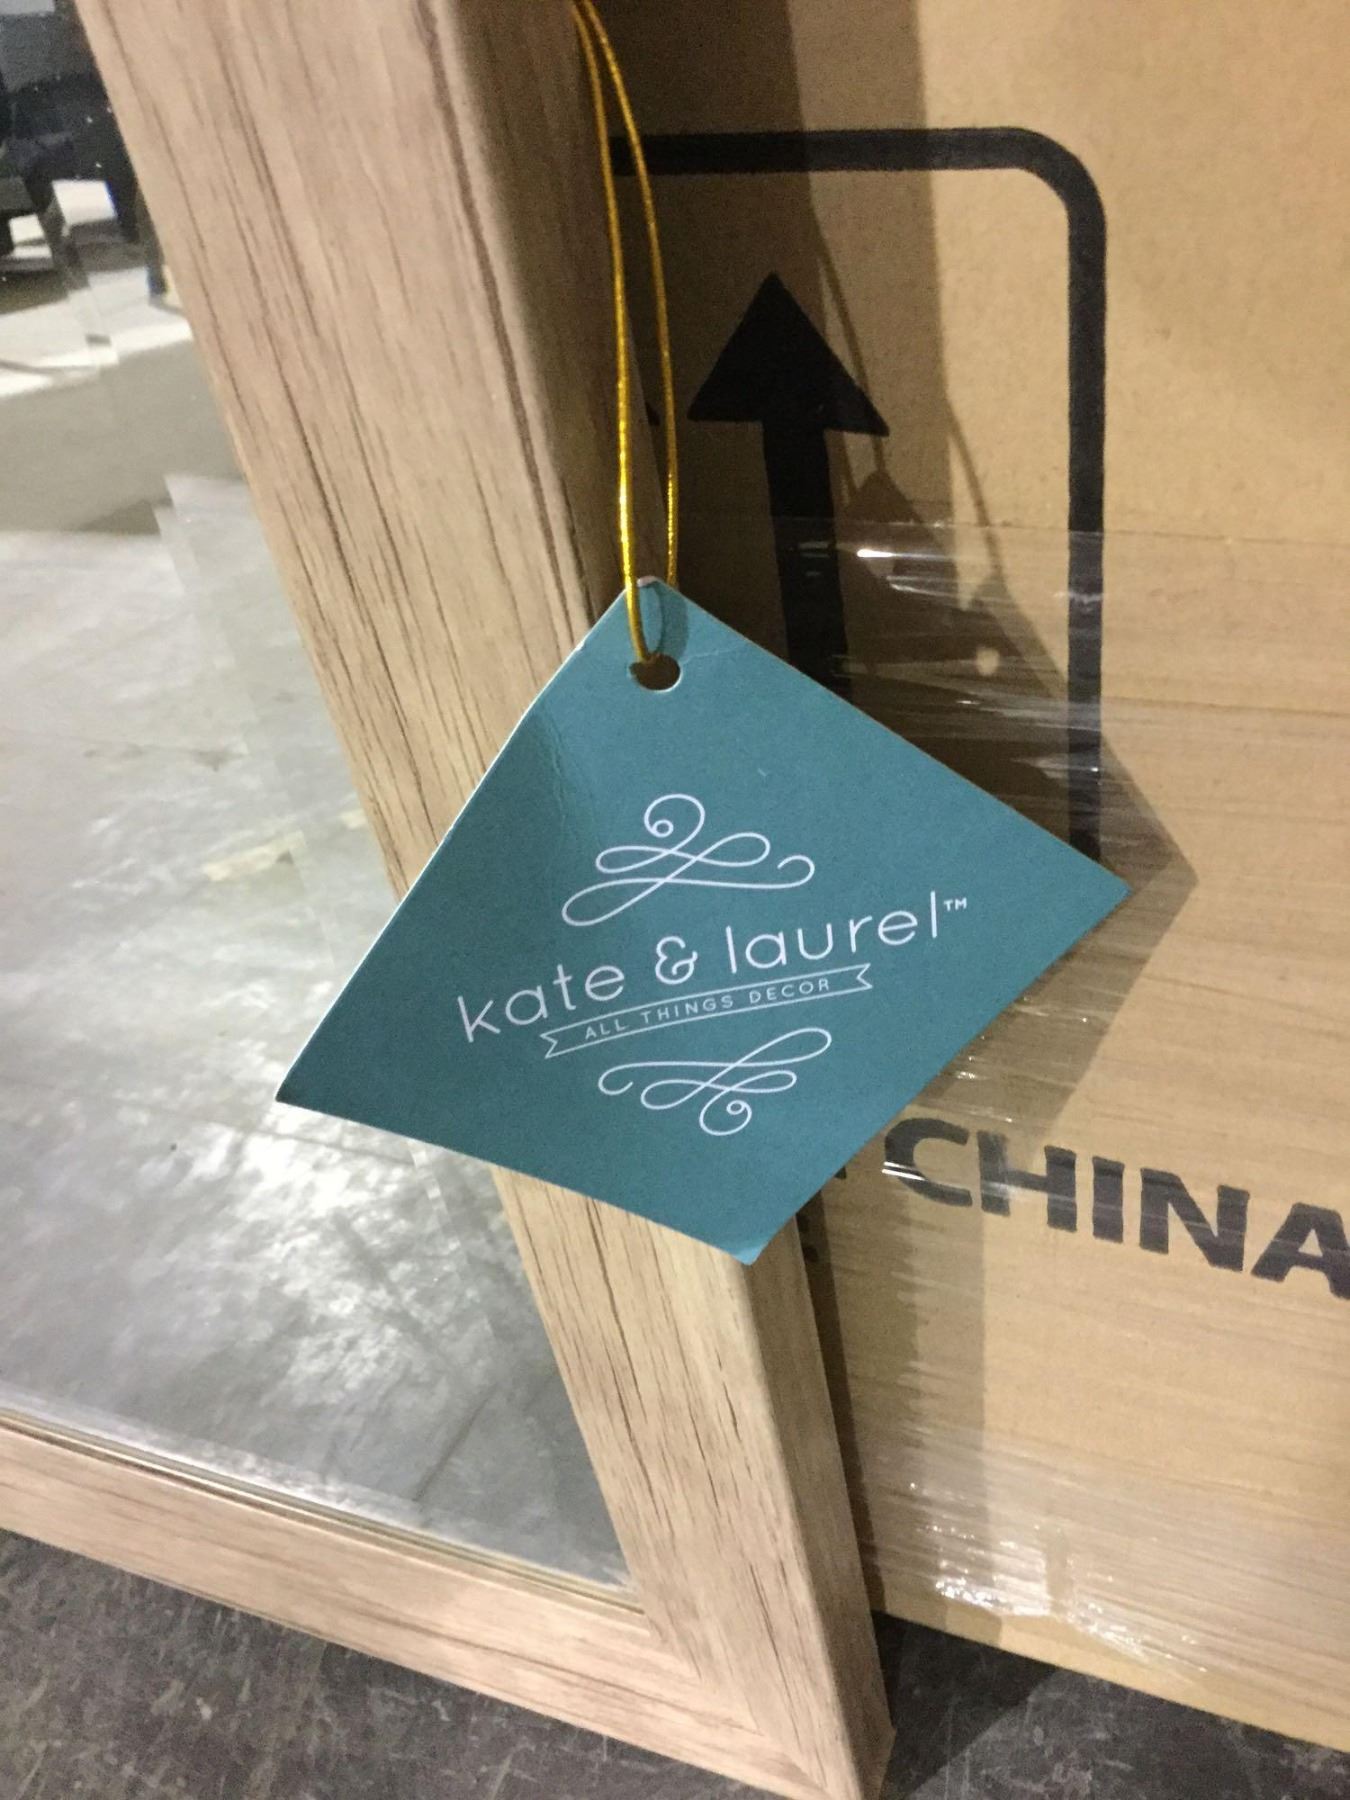 kate & laurel™
ALL THINGS DECOR
CHINA